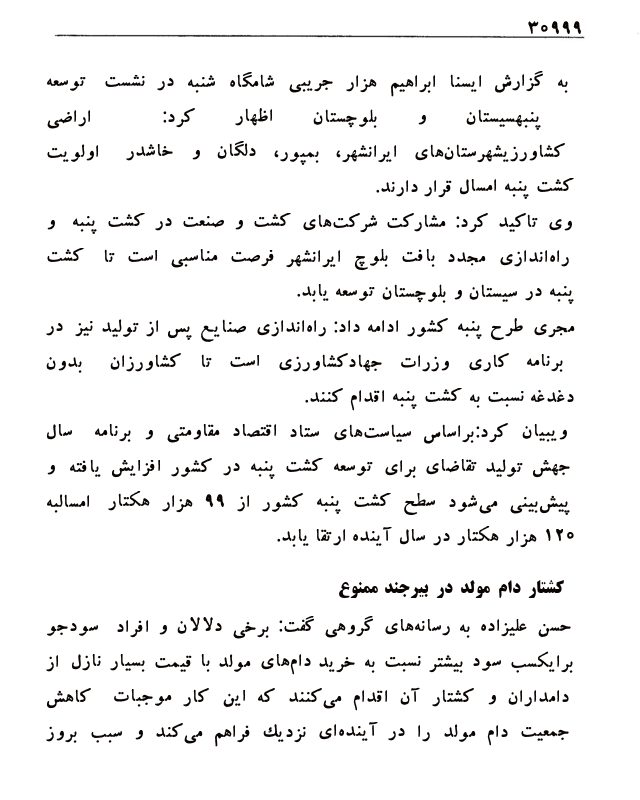 ۳۰۹۹۹
به گزارش ایسنا ابراهیم هزار جریبی شامگاه شنبه در نشست توسعه
پنبهسیستان و بلوچستان اظهار کرد: اراضی
کشاورزیشهرستان‌های ایرانشهر، بمپور، دلگان و خاشدر اولویت
کشت پنبه امسال قرار دارند.
وی تاکید کرد: مشارکت شرکت‌های کشت و صنعت در کشت پنبه و
راه‌اندازی مجدد بافت بلوچ ایرانشهر فرصت مناسبی است تا کشت
پنبه در سیستان و بلوچستان توسعه یابد.
مجری طرح پنبه کشور ادامه داد: راه‌اندازی صنایع پس از تولید نیز در
برنامه کاری وزرات جهادکشاورزی است تا کشاورزان بدون
دغدغه نسبت به کشت پنبه اقدام کنند.
ویبیان کرد:براساس سیاست‌های ستاد اقتصاد مقاومتی و برنامه سال
جهش تولید تقاضای برای توسعه کشت پنبه در کشور افزایش یافته و
پیش‌بینی می‌شود سطح کشت پنبه کشور از ۹۹ هزار هکتار امسالبه
۱۲۰ هزار هکتار در سال آینده ارتقا یابد.
کشتار دام مولد در بیرجند ممنوع
حسن علیزاده به رسانه‌های گروهی گفت: برخی دلالان و افراد سودجو
برایکسب سود بیشتر نسبت به خرید دام‌های مولد با قیمت بسیار نازل از
دامداران و کشتار آن اقدام می‌کنند که این کار موجبات کاهش
جمعیت دام مولد را در آینده‌ای نزدیك فراهم می‌کند و سبب بروز